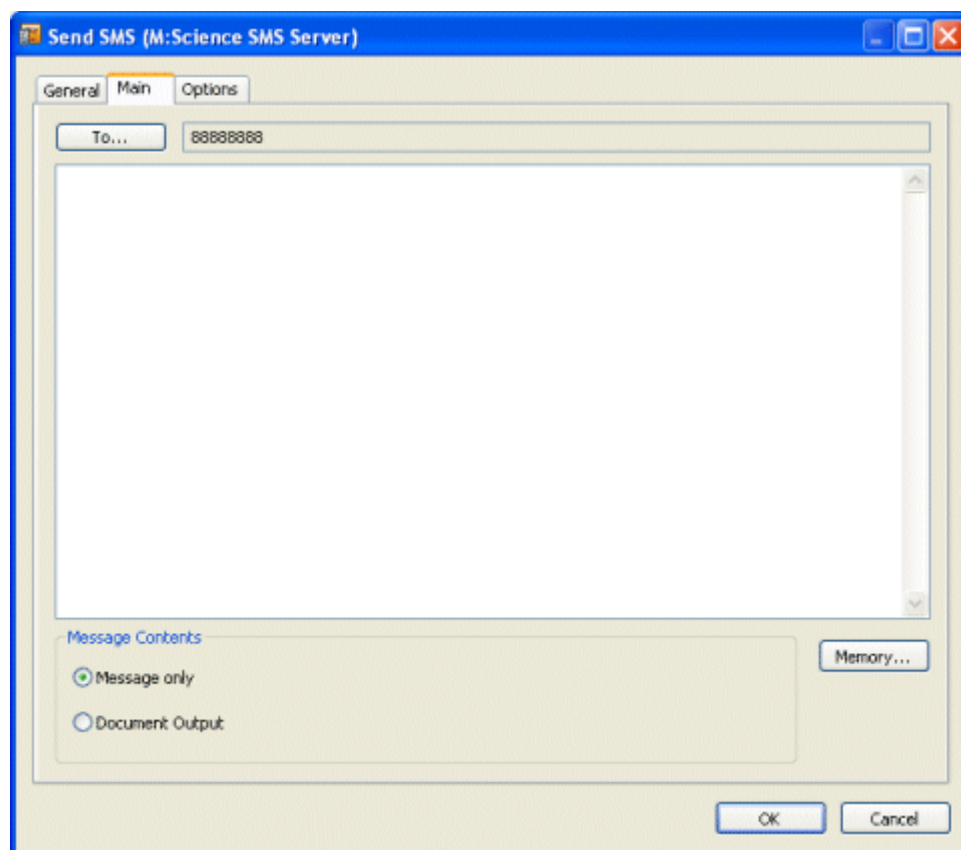 Send SMS (M:Science SMS Server)
General Main Options
To... 88888888
Message Contents
Memory...
Message only
Document Output
OK Cancel